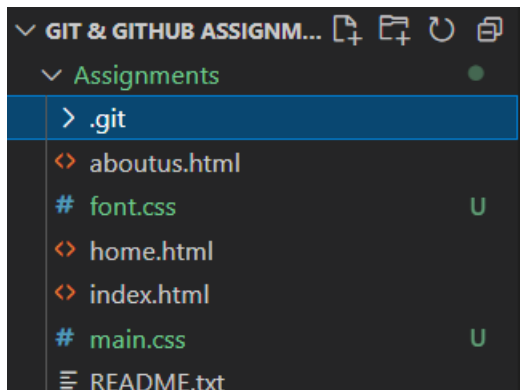 GIT & GITHUB ASSIGNM...
Assignments
.git
aboutus.html
# font.css U
home.html
index.html
# main.css U
README.txt